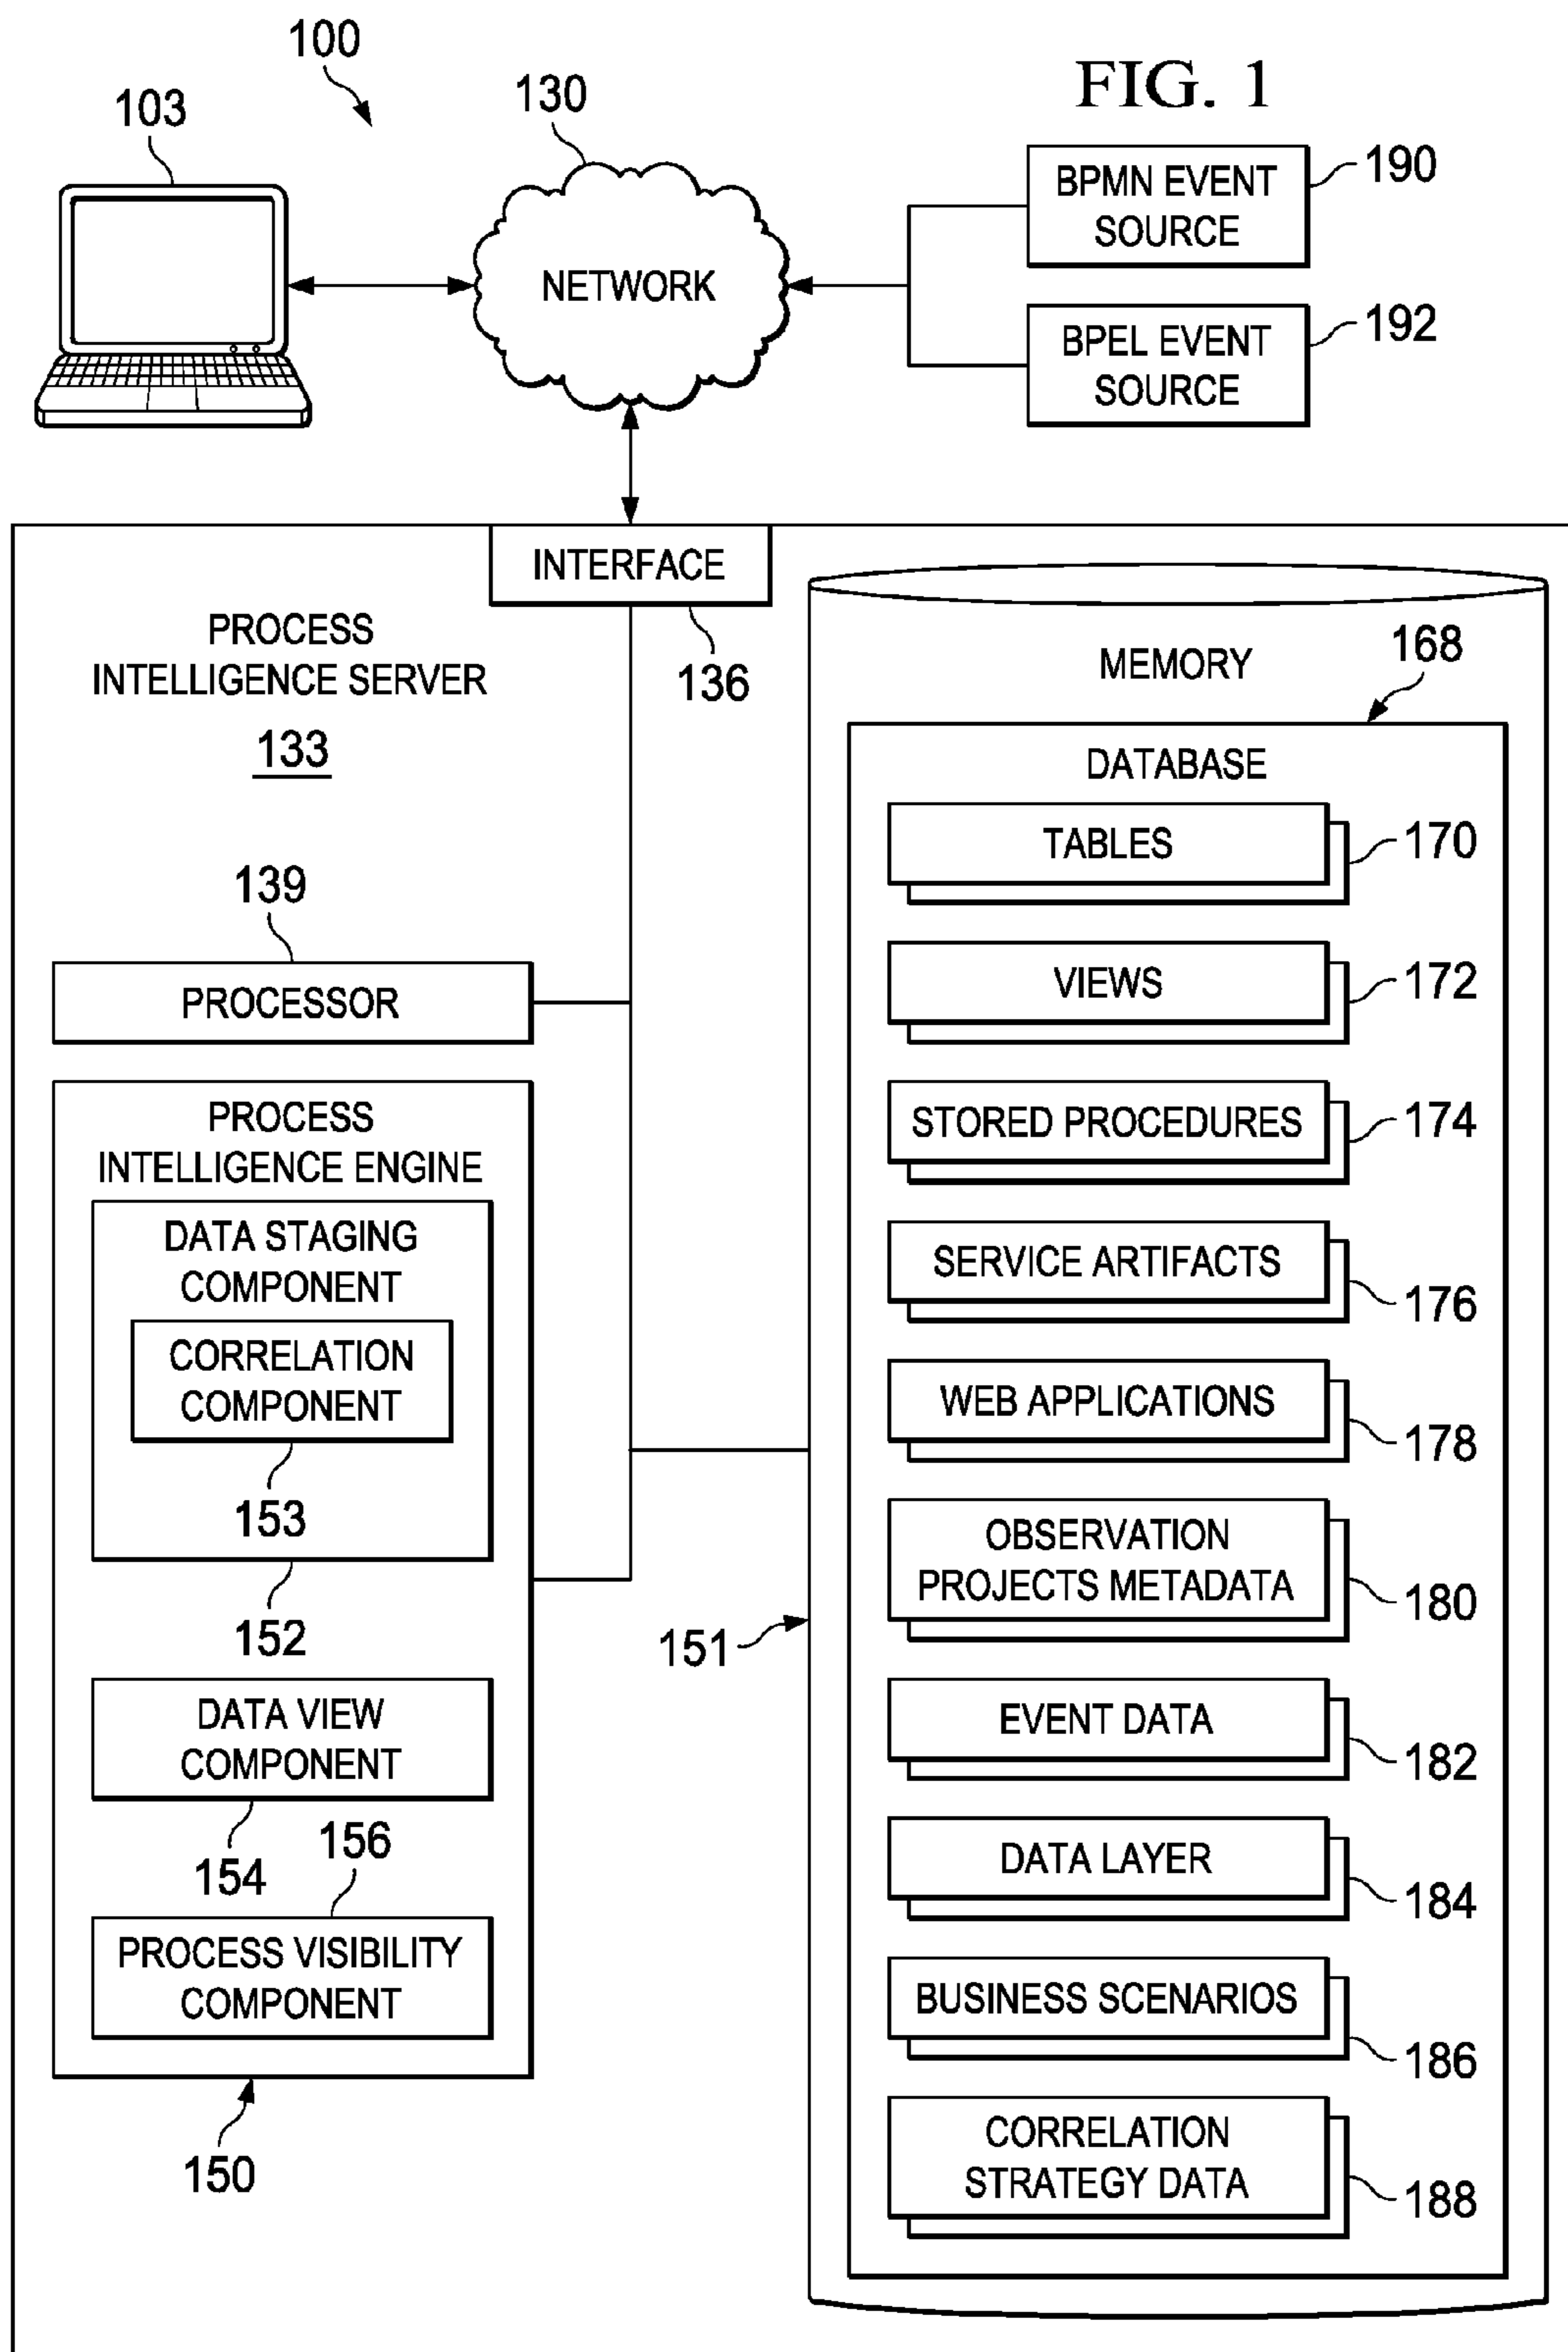 100
FIG. 1
103
130
BPMN EVENT
SOURCE
190
NETWORK
BPEL EVENT
SOURCE
192
INTERFACE
136
PROCESS
INTELLIGENCE SERVER
133
MEMORY
168
DATABASE
TABLES
170
VIEWS
172
STORED PROCEDURES
174
SERVICE ARTIFACTS
176
WEB APPLICATIONS
178
OBSERVATION
PROJECTS METADATA
180
EVENT DATA
182
DATA LAYER
184
BUSINESS SCENARIOS
186
CORRELATION
STRATEGY DATA
188
151
139
PROCESSOR
PROCESS
INTELLIGENCE ENGINE
DATA STAGING
COMPONENT
CORRELATION
COMPONENT
153
152
DATA VIEW
COMPONENT
154
156
PROCESS VISIBILITY
COMPONENT
150